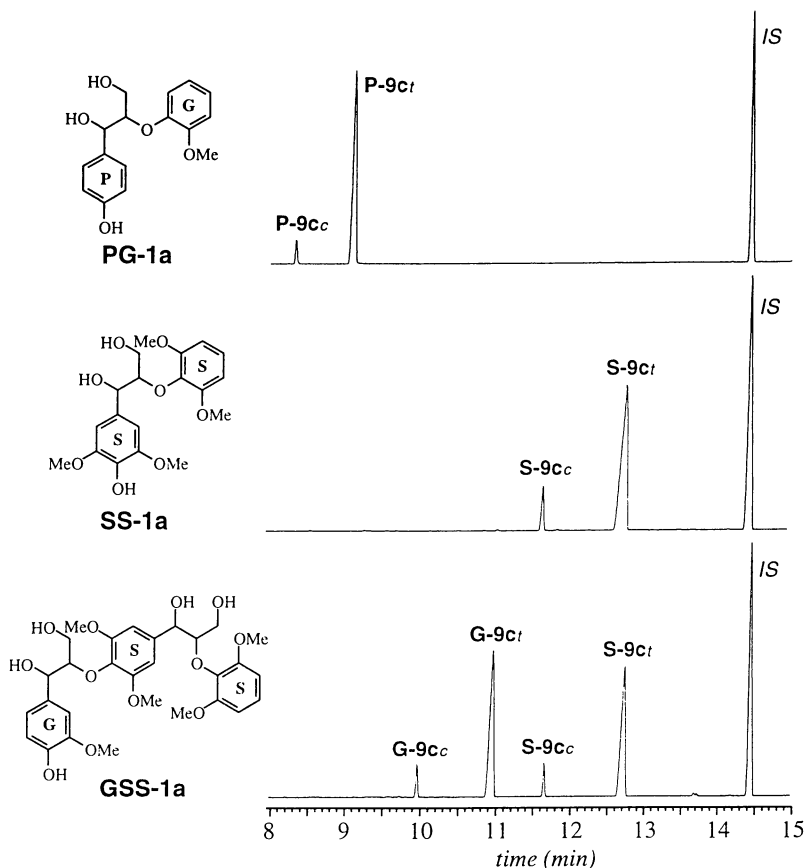 HO
G
HO
O
OMe
P
OH
PG-1a
P-9cc
P-9ct
IS
HO
MeO
S
HO
O
OMe
S
MeO
OMe
OH
SS-1a
S-9cc
S-9ct
IS
OH
OH
MeO
HO
S
OMe
HO
O
O
OMe
MeO
S
G
OMe
OH
GSS-1a
G-9cc
G-9ct
S-9cc
S-9ct
IS
8 9 10 11 12 13 14 15
time (min)